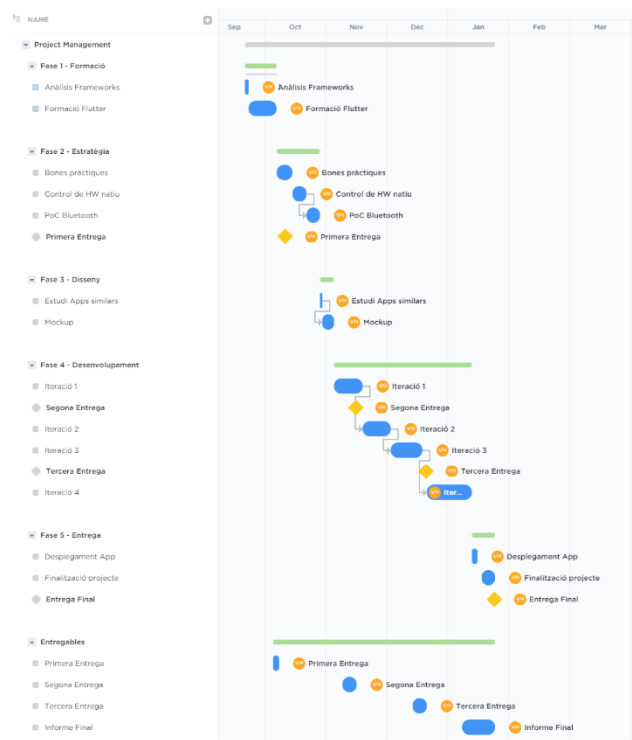 NAME
Sep Oct Nov Dec Jan Feb Mar
Project Management
Fase 1 - Formació
Anàlisis Frameworks VM Anàlisis Frameworks
Formació Flutter VM Formació Flutter
Fase 2 - Estratègia
Bones pràctiques VM Bones pràctiques
Control de HW natiu VM Control de HW natiu
PoC Bluetooth VM PoC Bluetooth
Primera Entrega VM Primera Entrega
Fase 3 - Disseny
Estudi Apps similars VM Estudi Apps similars
Mockup VM Mockup
Fase 4 - Desenvolupament
Iteració 1 VM Iteració 1
Segona Entrega VM Segona Entrega
Iteració 2 VM Iteració 2
Iteració 3 VM Iteració 3
Tercera Entrega VM Tercera Entrega
Iteració 4 VM Iter...
Fase 5 - Entrega
Desplegament App VM Desplegament App
Finalització projecte VM Finalització projecte
Entrega Final VM Entrega Final
Entregables
Primera Entrega VM Primera Entrega
Segona Entrega VM Segona Entrega
Tercera Entrega VM Tercera Entrega
Informe Final VM Informe Final